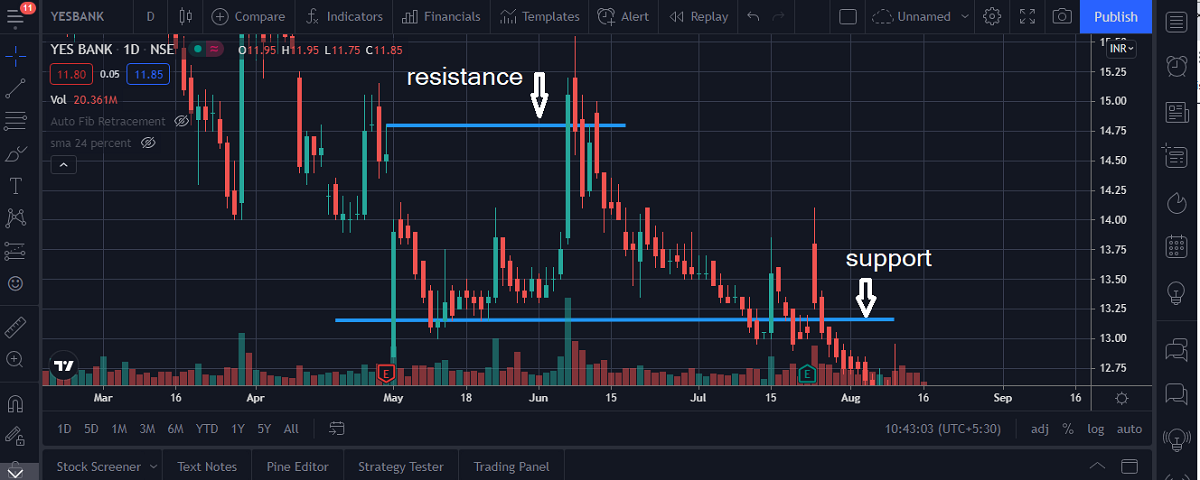 11
YESBANK D Compare Indicators Financials Templates Alert Replay Unnamed Publish
YES BANK · 1D · NSE O11.95 H11.95 L11.75 C11.85
INR
11.80 0.05 11.85
Vol 20.361M
Auto Fib Retracement
sma 24 percent
resistance
support
15.50
15.25
15.00
14.75
14.50
14.25
14.00
13.75
13.50
13.25
13.00
12.75
E E
Mar 16 Apr 18 May 18 Jun 15 Jul 15 Aug 16 Sep 16
1D 5D 1M 3M 6M YTD 1Y 5Y All 10:43:03 (UTC+5:30) adj % log auto
Stock Screener Text Notes Pine Editor Strategy Tester Trading Panel